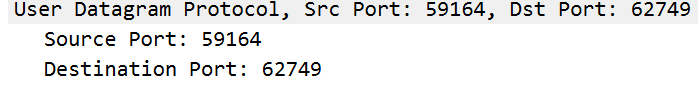 User Datagram Protocol, Src Port: 59164, Dst Port: 62749
Source Port: 59164
Destination Port: 62749